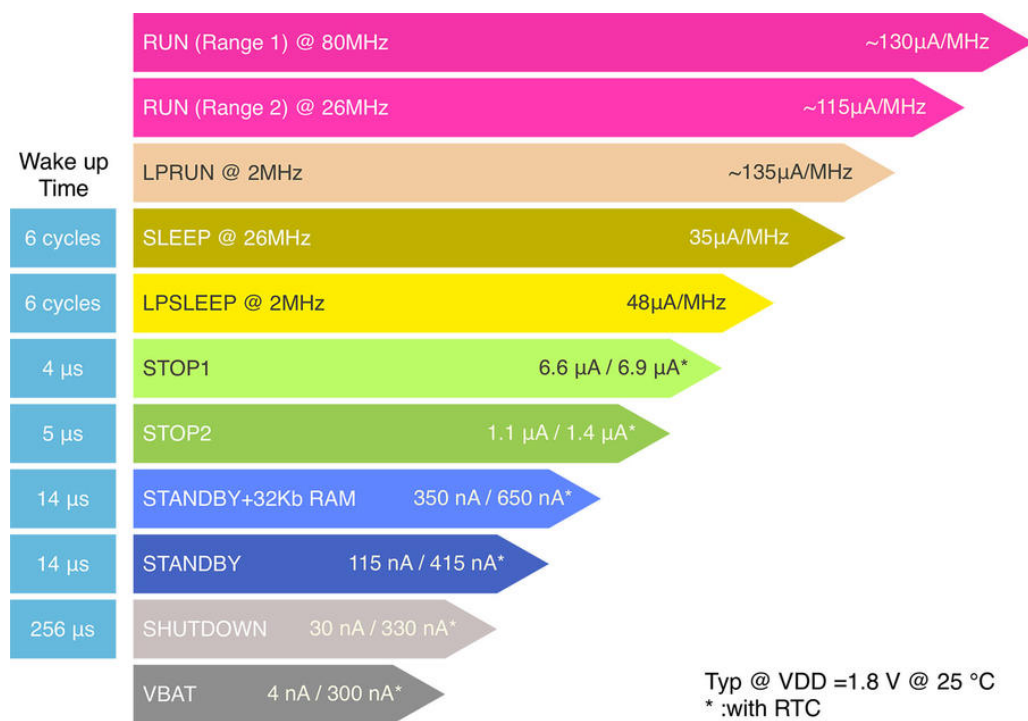 RUN (Range 1) @ 80MHz ~130µA/MHz
RUN (Range 2) @ 26MHz ~115µA/MHz
Wake up
Time
LPRUN @ 2MHz ~135µA/MHz
6 cycles SLEEP @ 26MHz 35µA/MHz
6 cycles LPSLEEP @ 2MHz 48µA/MHz
4 µs STOP1 6.6 µA / 6.9 µA*
5 µs STOP2 1.1 µA / 1.4 µA*
14 µs STANDBY+32Kb RAM 350 nA / 650 nA*
14 µs STANDBY 115 nA / 415 nA*
256 µs SHUTDOWN 30 nA / 330 nA*
VBAT 4 nA / 300 nA*
Typ @ VDD =1.8 V @ 25 °C
* :with RTC